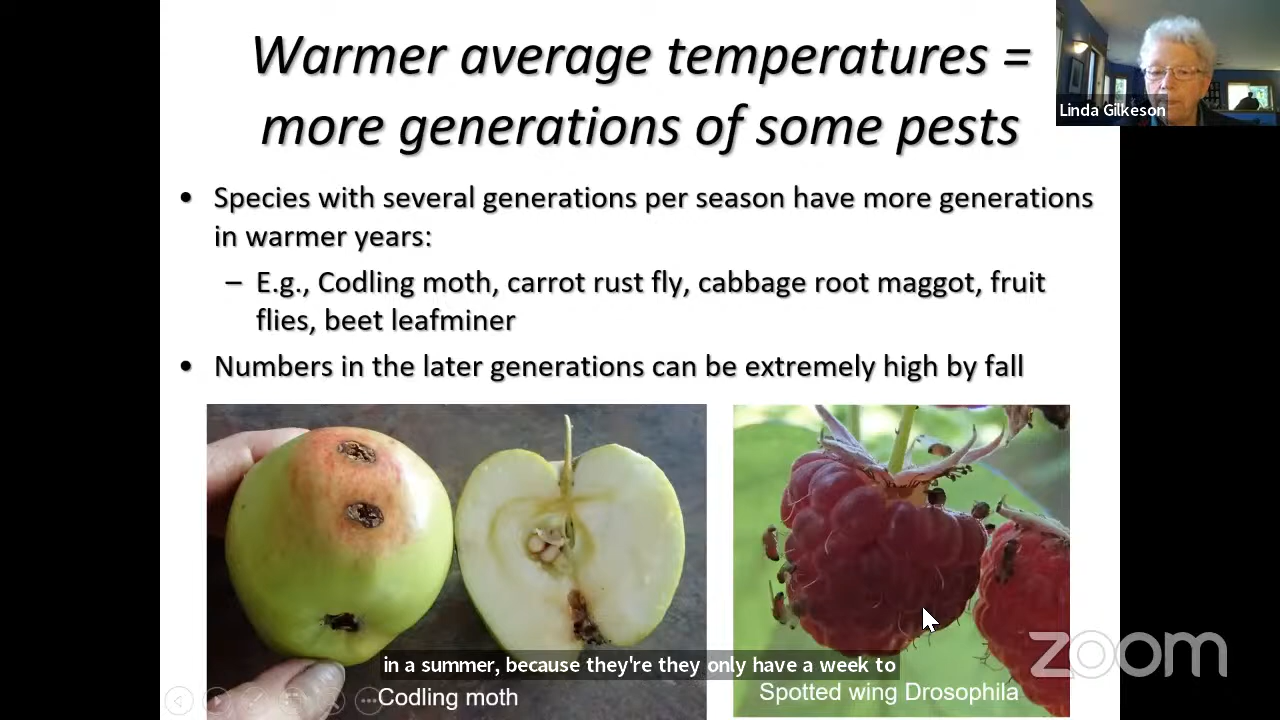 Warmer average temperatures =
more generations of some pests
Linda Gilkeson
• Species with several generations per season have more generations
in warmer years:
– E.g., Codling moth, carrot rust fly, cabbage root maggot, fruit
flies, beet leafminer
• Numbers in the later generations can be extremely high by fall
in a summer, because they're they only have a week to
Codling moth
Spotted wing Drosophila
zoom